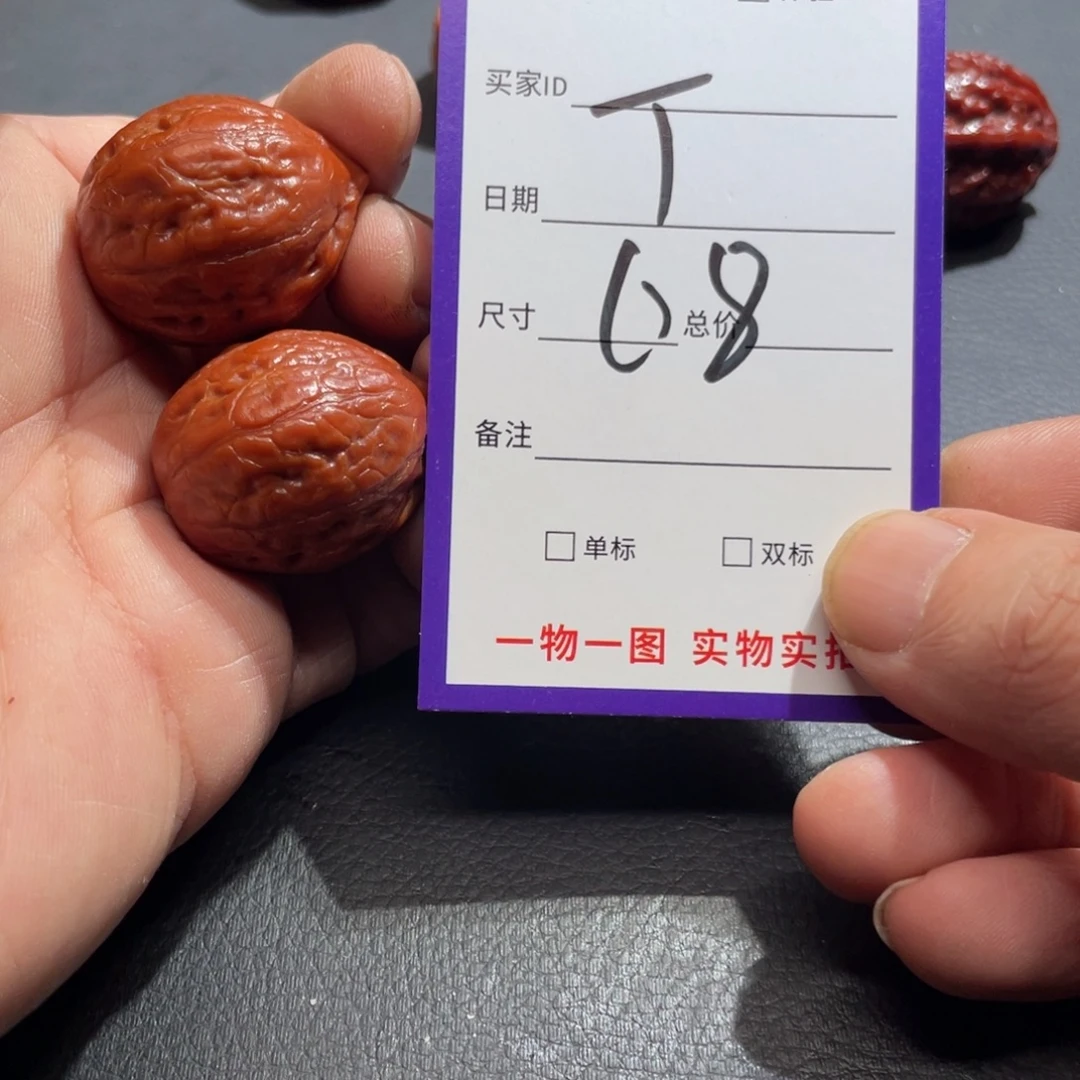 买家ID
T
日期
68
尺寸 总价
备注
□单标 □双标
一物一图 实物实拍